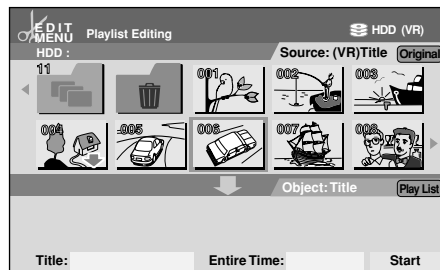 EDIT
MENU
Playlist Editing
HDD (VR)
HDD :
Source: (VR)Title
Original
11
001
002
003
004
005
006
007
008
Object: Title
Play List
Title:
Entire Time:
Start